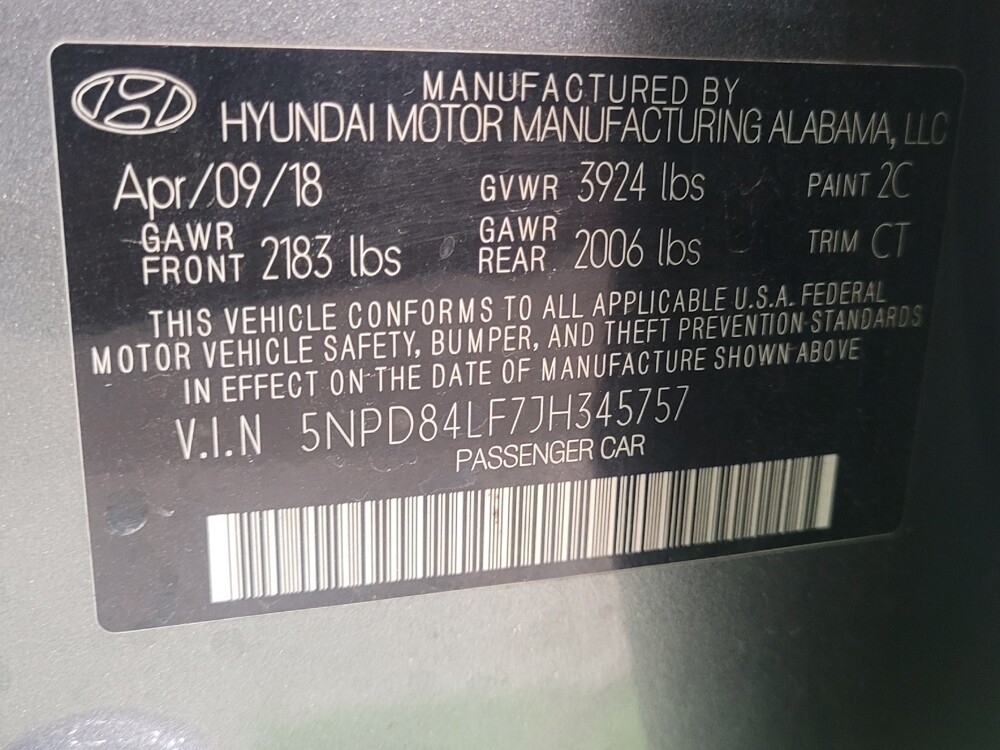 MANUFACTURED BY
HYUNDAI MOTOR MANUFACTURING ALABAMA, LLC
Apr/09/18 GVWR 3924 lbs PAINT 2C
GAWR FRONT 2183 lbs GAWR REAR 2006 lbs TRIM CT
THIS VEHICLE CONFORMS TO ALL APPLICABLE U.S.A. FEDERAL
MOTOR VEHICLE SAFETY, BUMPER, AND THEFT PREVENTION STANDARDS
IN EFFECT ON THE DATE OF MANUFACTURE SHOWN ABOVE
V.I.N 5NPD84LF7JH345757
PASSENGER CAR